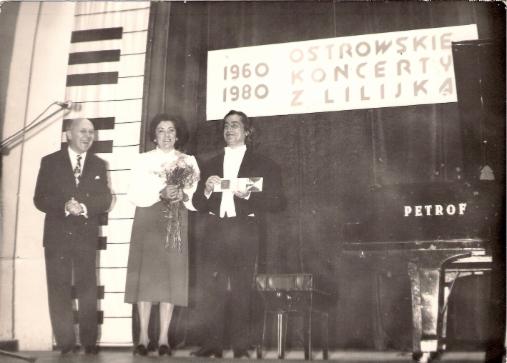 1960 OSTROWSKIE
1980 KONCERTY
Z LILIJKĄ
PETROF